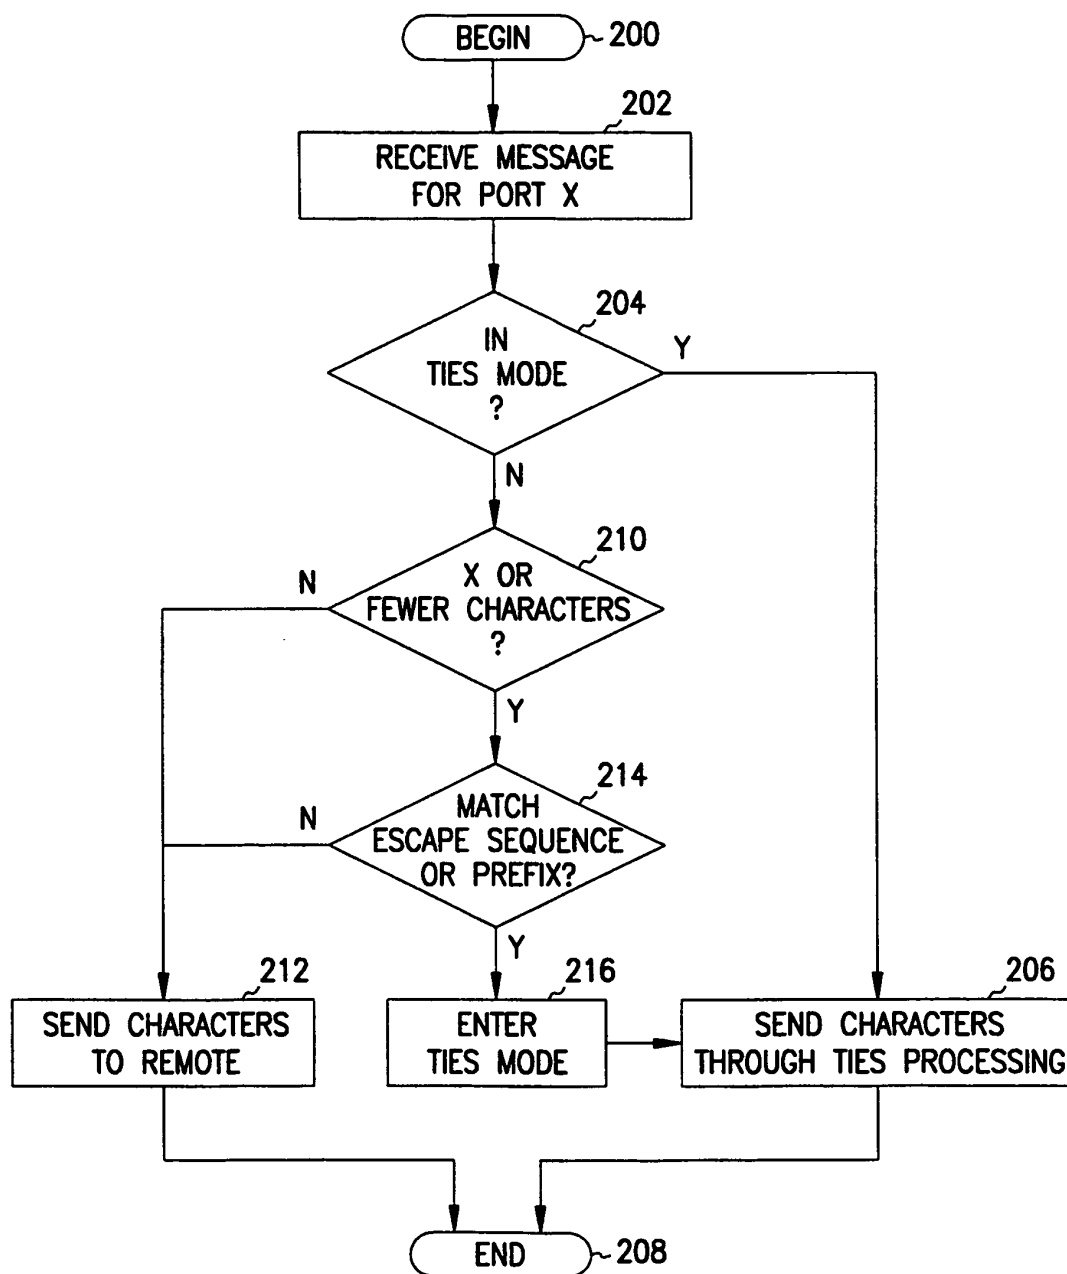 BEGIN
200
202
RECEIVE MESSAGE
FOR PORT X
204
IN
TIES MODE
?
Y
N
210
X OR
FEWER CHARACTERS
?
N
Y
214
MATCH
ESCAPE SEQUENCE
OR PREFIX?
N
Y
212
SEND CHARACTERS
TO REMOTE
216
ENTER
TIES MODE
206
SEND CHARACTERS
THROUGH TIES PROCESSING
END
208